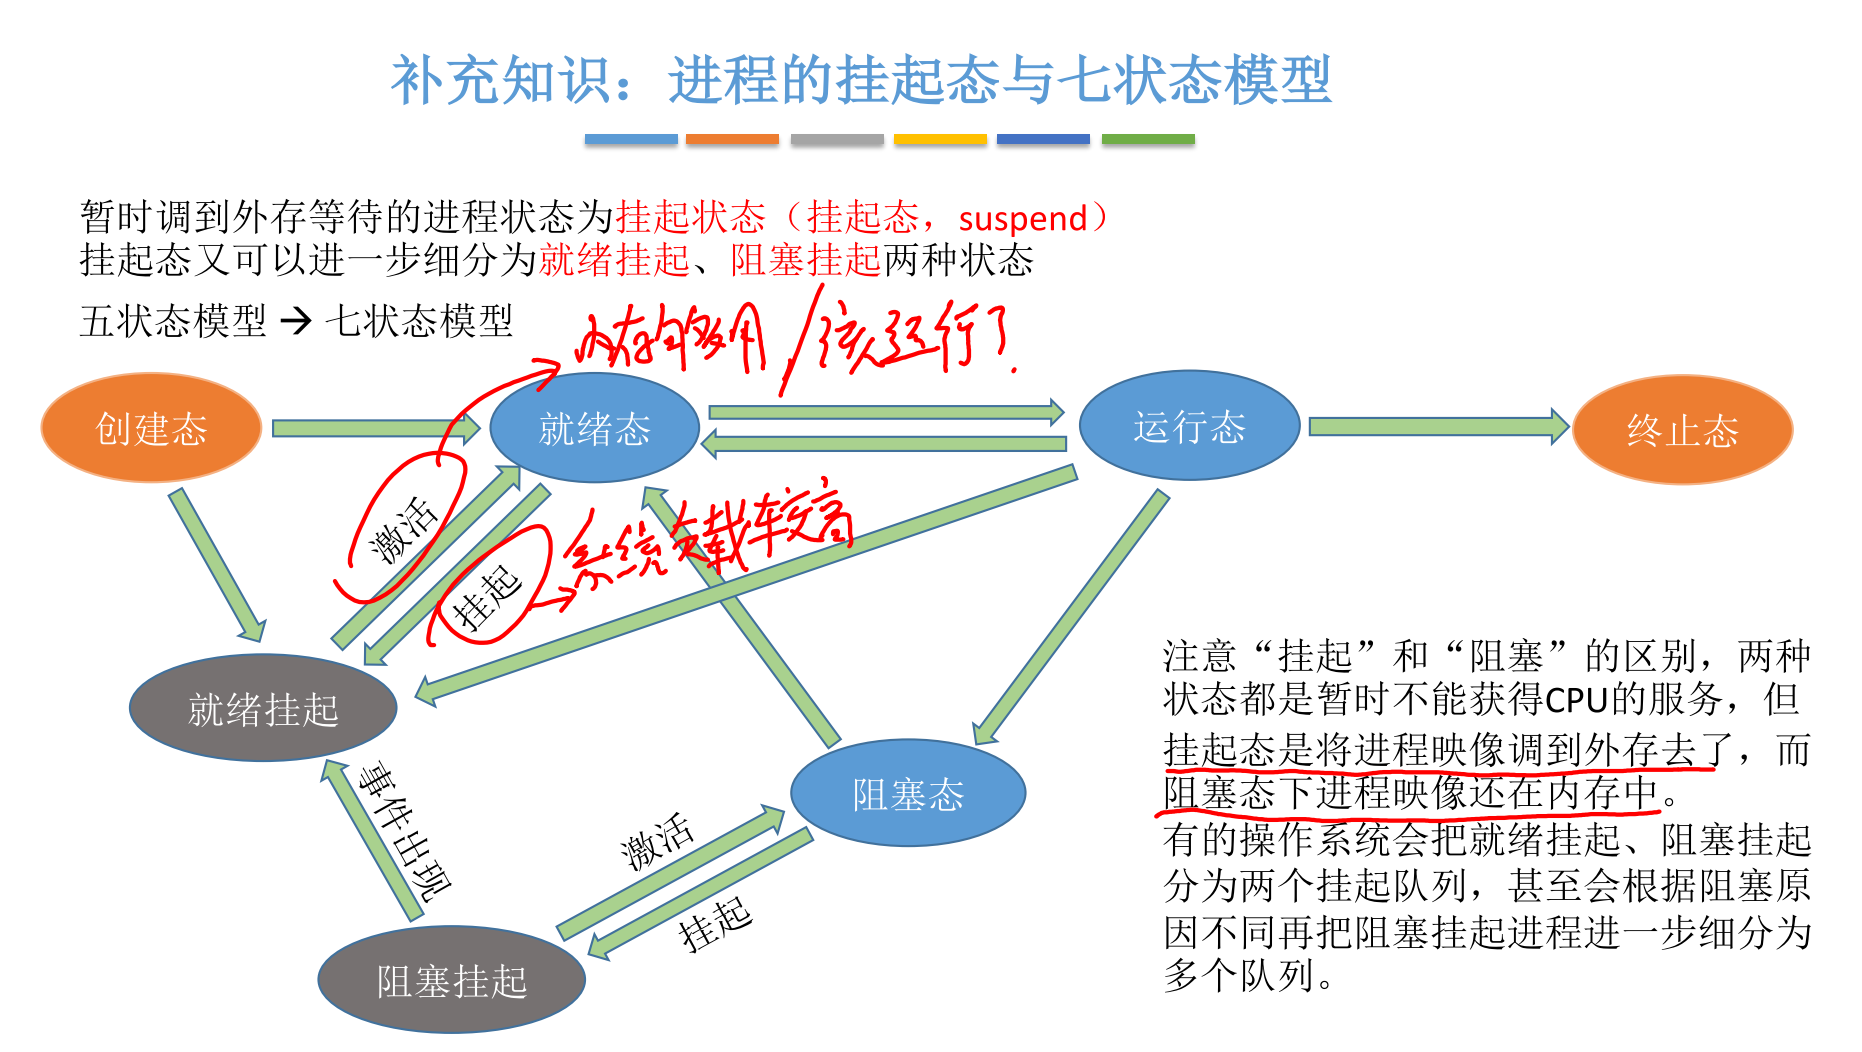 补充知识：进程的挂起态与七状态模型
暂时调到外存等待的进程状态为挂起状态（挂起态，suspend）
挂起态又可以进一步细分为就绪挂起、阻塞挂起两种状态
五状态模型 → 七状态模型
内存够用/该运行了.
创建态
就绪态
运行态
终止态
激活
挂起
系统负载较高
就绪挂起
事件出现
激活
挂起
阻塞态
阻塞挂起
注意“挂起”和“阻塞”的区别，两种
状态都是暂时不能获得CPU的服务，但
挂起态是将进程映像调到外存去了，而
阻塞态下进程映像还在内存中。
有的操作系统会把就绪挂起、阻塞挂起
分为两个挂起队列，甚至会根据阻塞原
因不同再把阻塞挂起进程进一步细分为
多个队列。